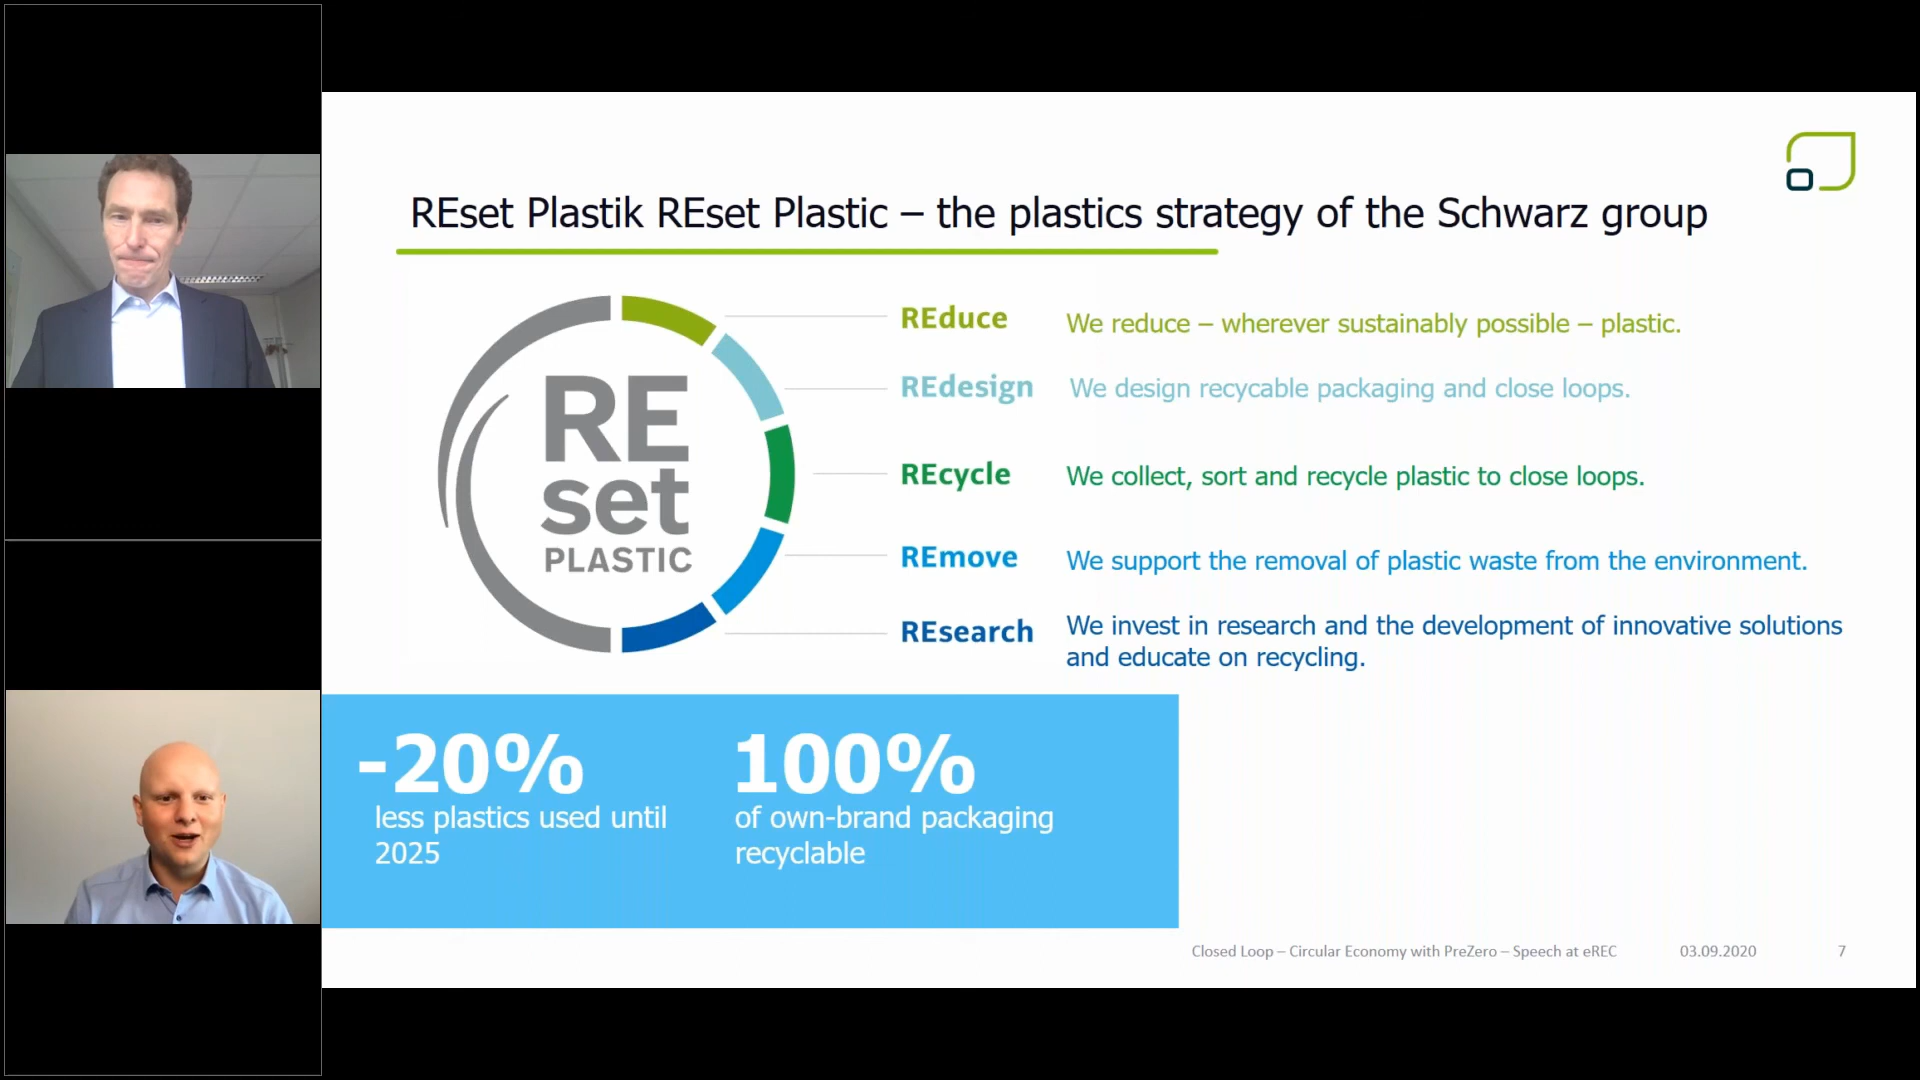 REset Plastik REset Plastic – the plastics strategy of the Schwarz group
RE
set
PLASTIC
REduce
We reduce – wherever sustainably possible – plastic.
REdesign
We design recycable packaging and close loops.
REcycle
We collect, sort and recycle plastic to close loops.
REmove
We support the removal of plastic waste from the environment.
REsearch
We invest in research and the development of innovative solutions
and educate on recycling.
-20%
less plastics used until
2025
100%
of own-brand packaging
recyclable
Closed Loop – Circular Economy with PreZero – Speech at eREC 03.09.2020 7